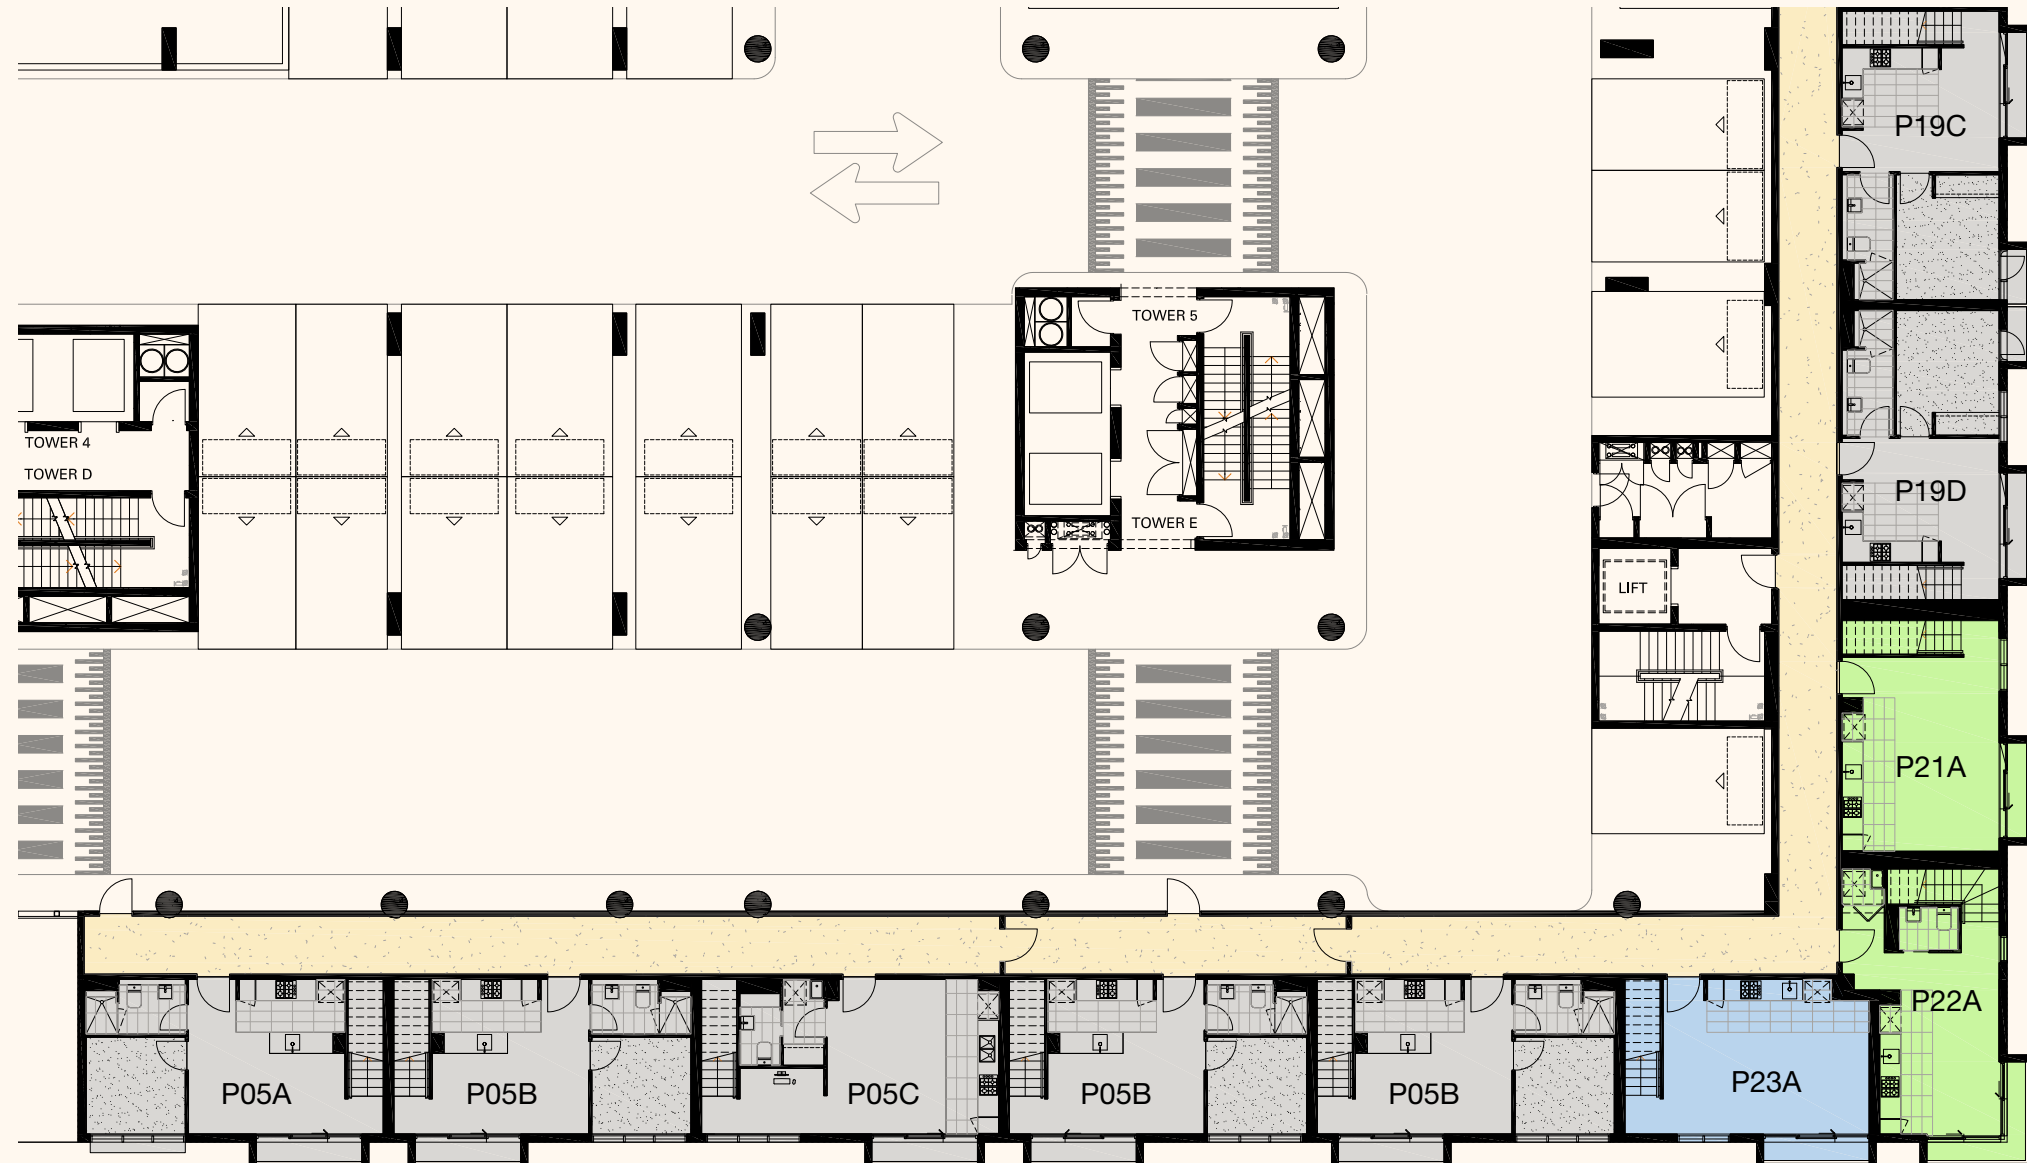 P19C
TOWER 5
TOWER 4
TOWER D
P19D
TOWER E
LIFT
P21A
P22A
P05A
P05B
P05C
P05B
P05B
P23A